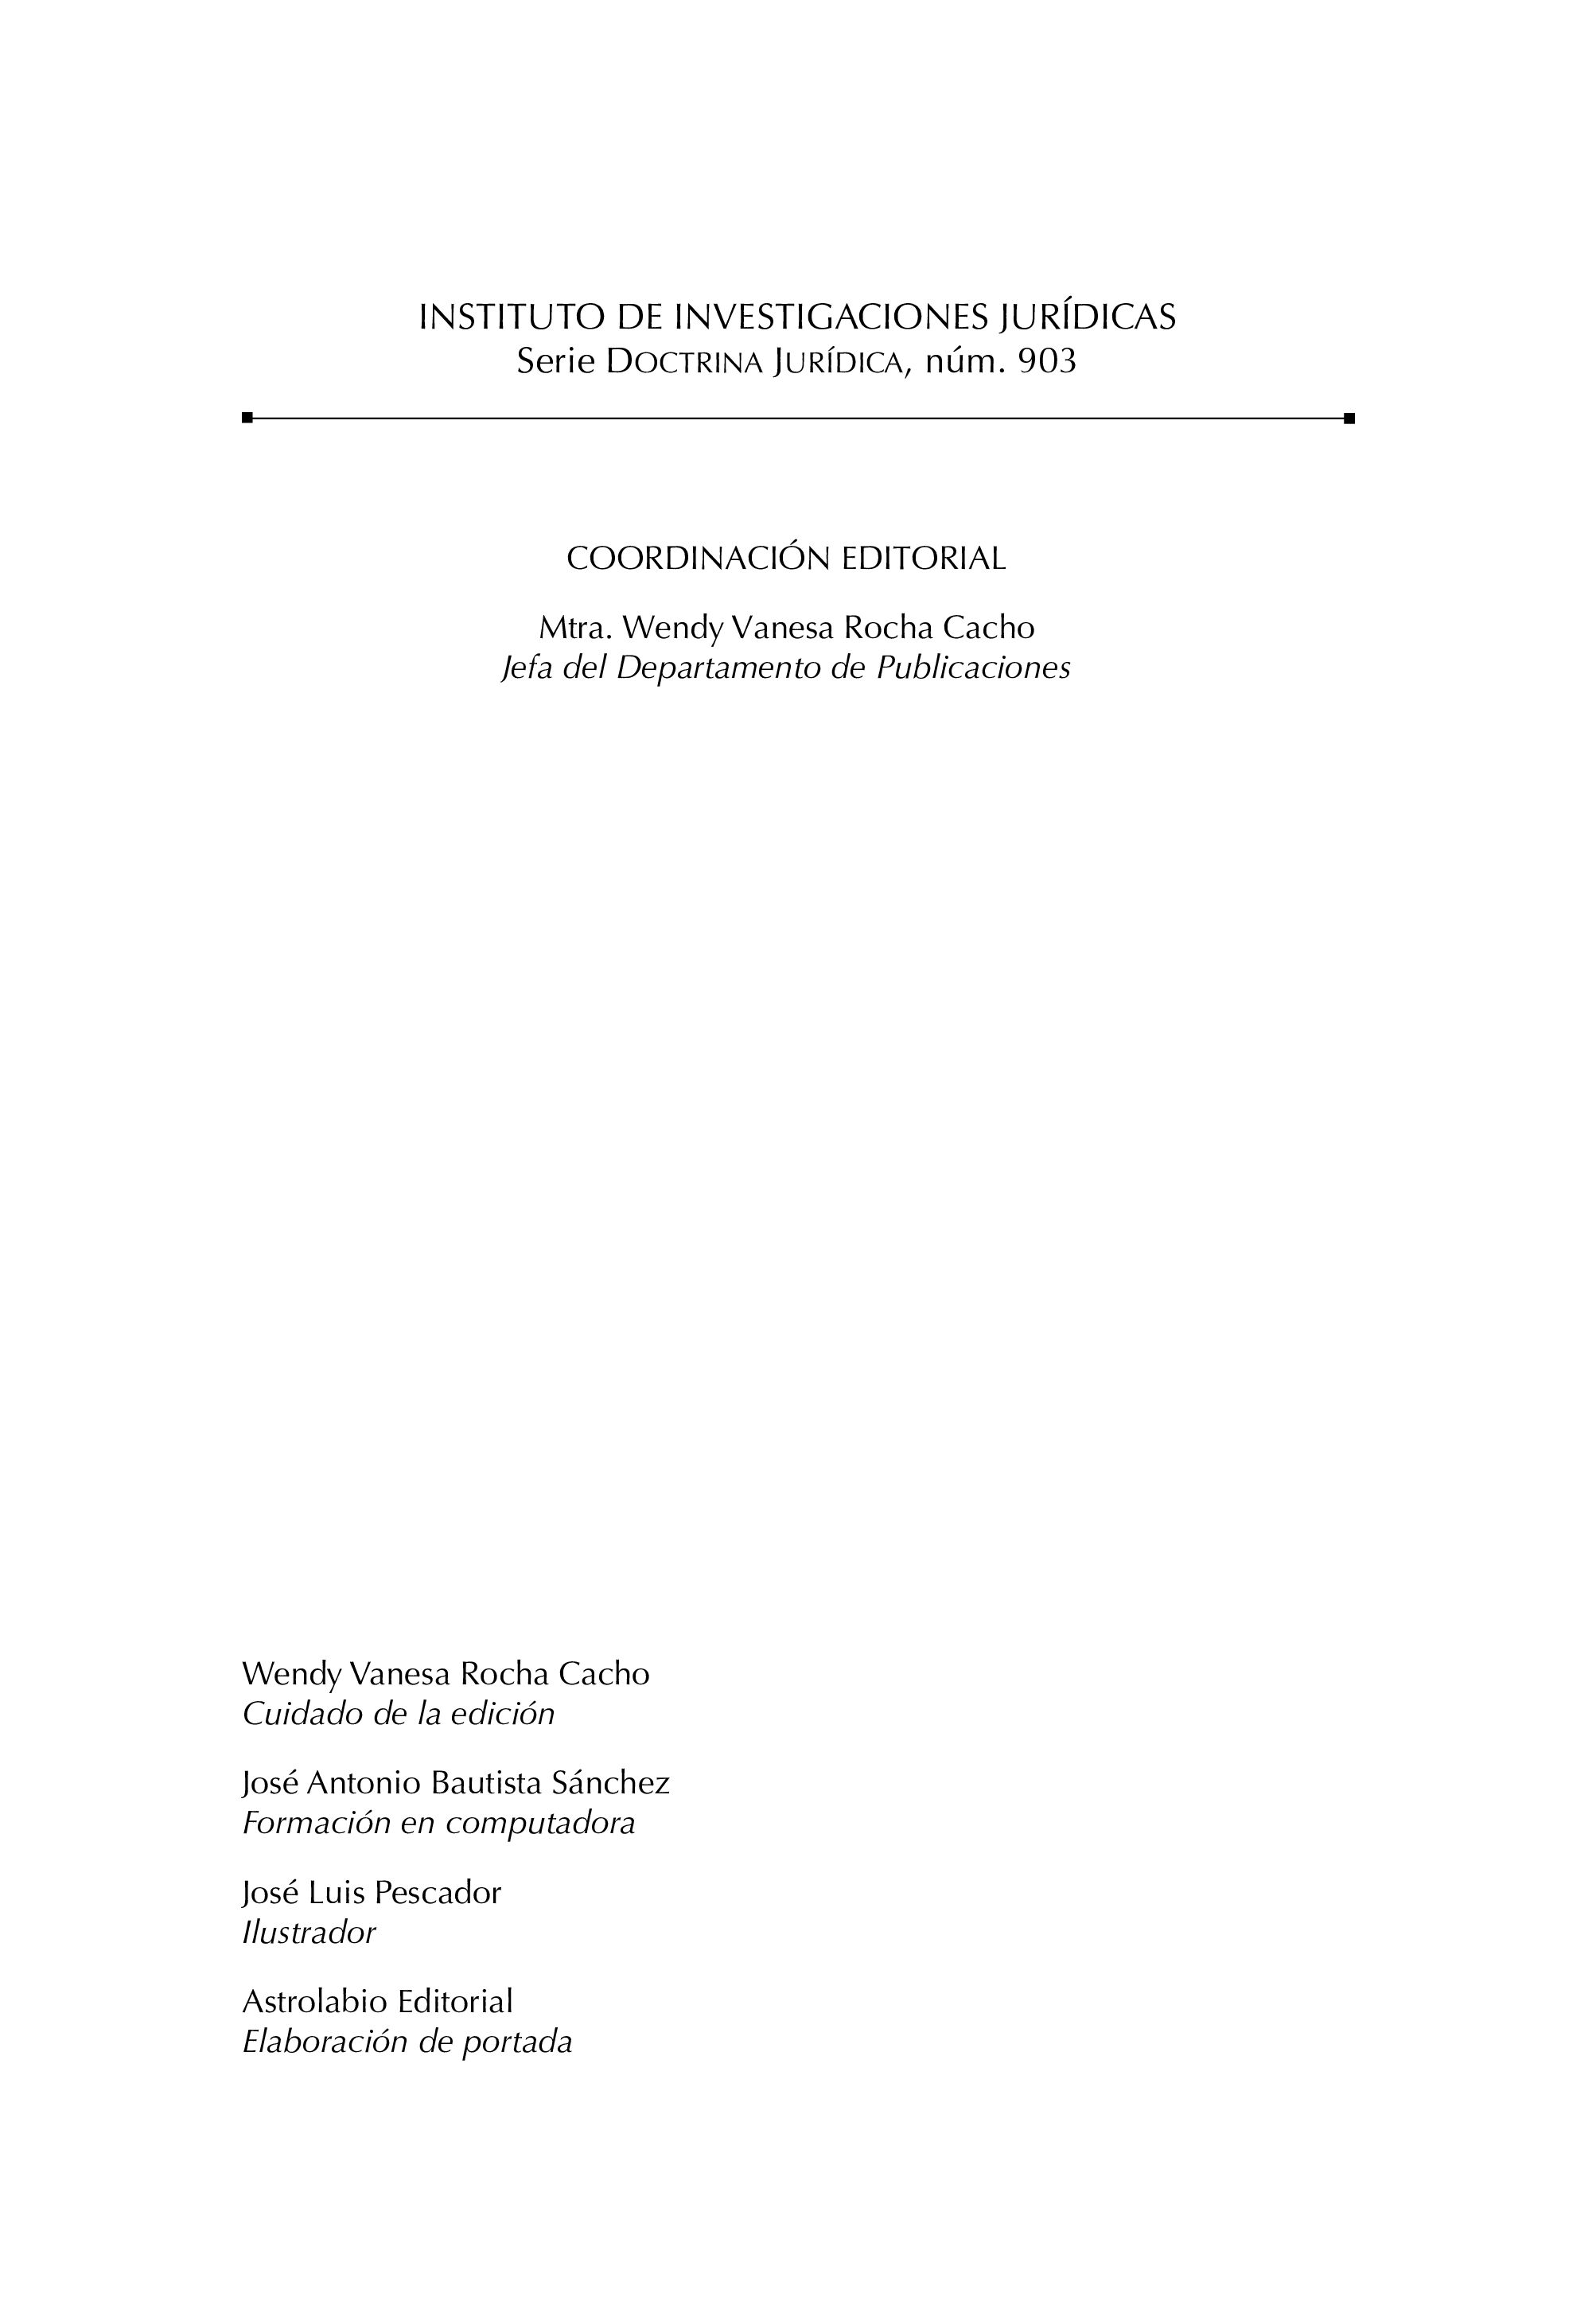 INSTITUTO DE INVESTIGACIONES JURÍDICAS
Serie DOCTRINA JURÍDICA, núm. 903
COORDINACIÓN EDITORIAL
Mtra. Wendy Vanesa Rocha Cacho
Jefa del Departamento de Publicaciones
Wendy Vanesa Rocha Cacho
Cuidado de la edición
José Antonio Bautista Sánchez
Formación en computadora
José Luis Pescador
Ilustrador
Astrolabio Editorial
Elaboración de portada